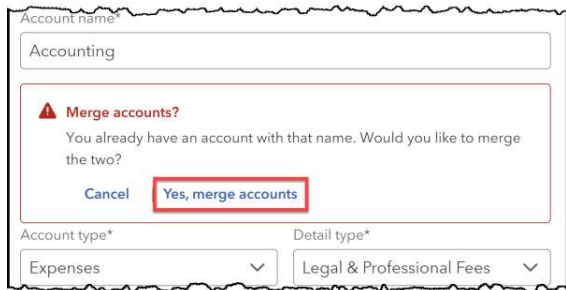 Account name*
Accounting
Merge accounts?
You already have an account with that name. Would you like to merge
the two?
Cancel Yes, merge accounts
Account type* Detail type*
Expenses Legal & Professional Fees